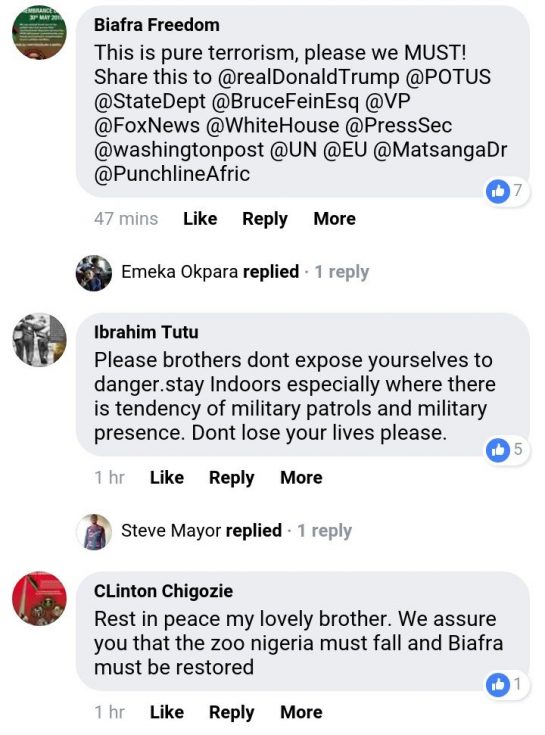 EMBRANCE
30TH MAY 201
Biafra Freedom
This is pure terrorism, please we MUST!
Share this to @realDonaldTrump @POTUS
@StateDept @BruceFeinEsq @VP
@FoxNews @WhiteHouse @PressSec
@washingtonpost @UN @EU @MatsangaDr
@PunchlineAfric
7
47 mins Like Reply More
Emeka Okpara replied · 1 reply
Ibrahim Tutu
Please brothers dont expose yourselves to
danger.stay Indoors especially where there
is tendency of military patrols and military
presence. Dont lose your lives please.
5
1 hr Like Reply More
Steve Mayor replied · 1 reply
CLinton Chigozie
Rest in peace my lovely brother. We assure
you that the zoo nigeria must fall and Biafra
must be restored
1
1 hr Like Reply More